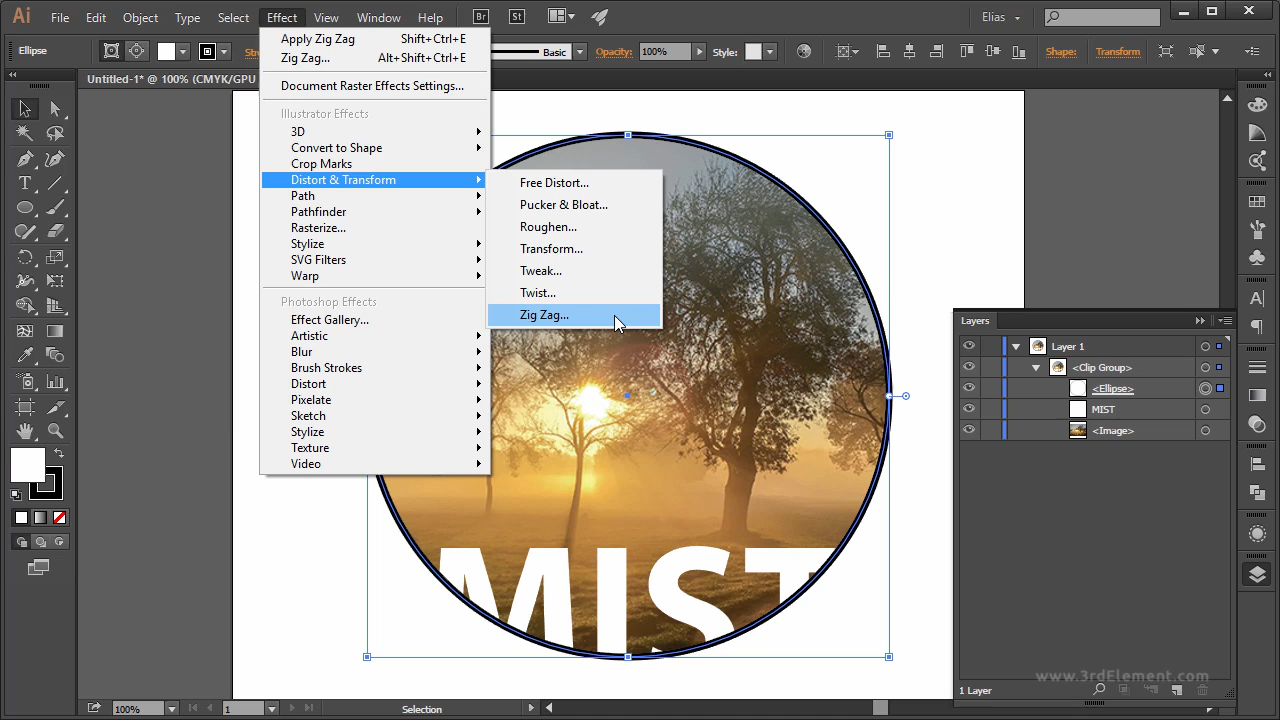 Ai File Edit Object Type Select Effect View Window Help Br St Elias
Ellipse Basic Opacity: 100% Style: Shape: Transform
Untitled-1* @ 100% (CMYK/GPU
Apply Zig Zag Shift+Ctrl+E
Zig Zag... Alt+Shift+Ctrl+E
Document Raster Effects Settings...
Illustrator Effects
3D
Convert to Shape
Crop Marks
Distort & Transform
Path
Pathfinder
Rasterize...
Stylize
SVG Filters
Warp
Photoshop Effects
Effect Gallery...
Artistic
Blur
Brush Strokes
Distort
Pixelate
Sketch
Stylize
Texture
Video
Free Distort...
Pucker & Bloat...
Roughen...
Transform...
Tweak...
Twist...
Zig Zag...
MIST
Layers
Layer 1
<Clip Group>
<Ellipse>
MIST
<Image>
www.3rdElement.com
1 Layer
100% 1 Selection